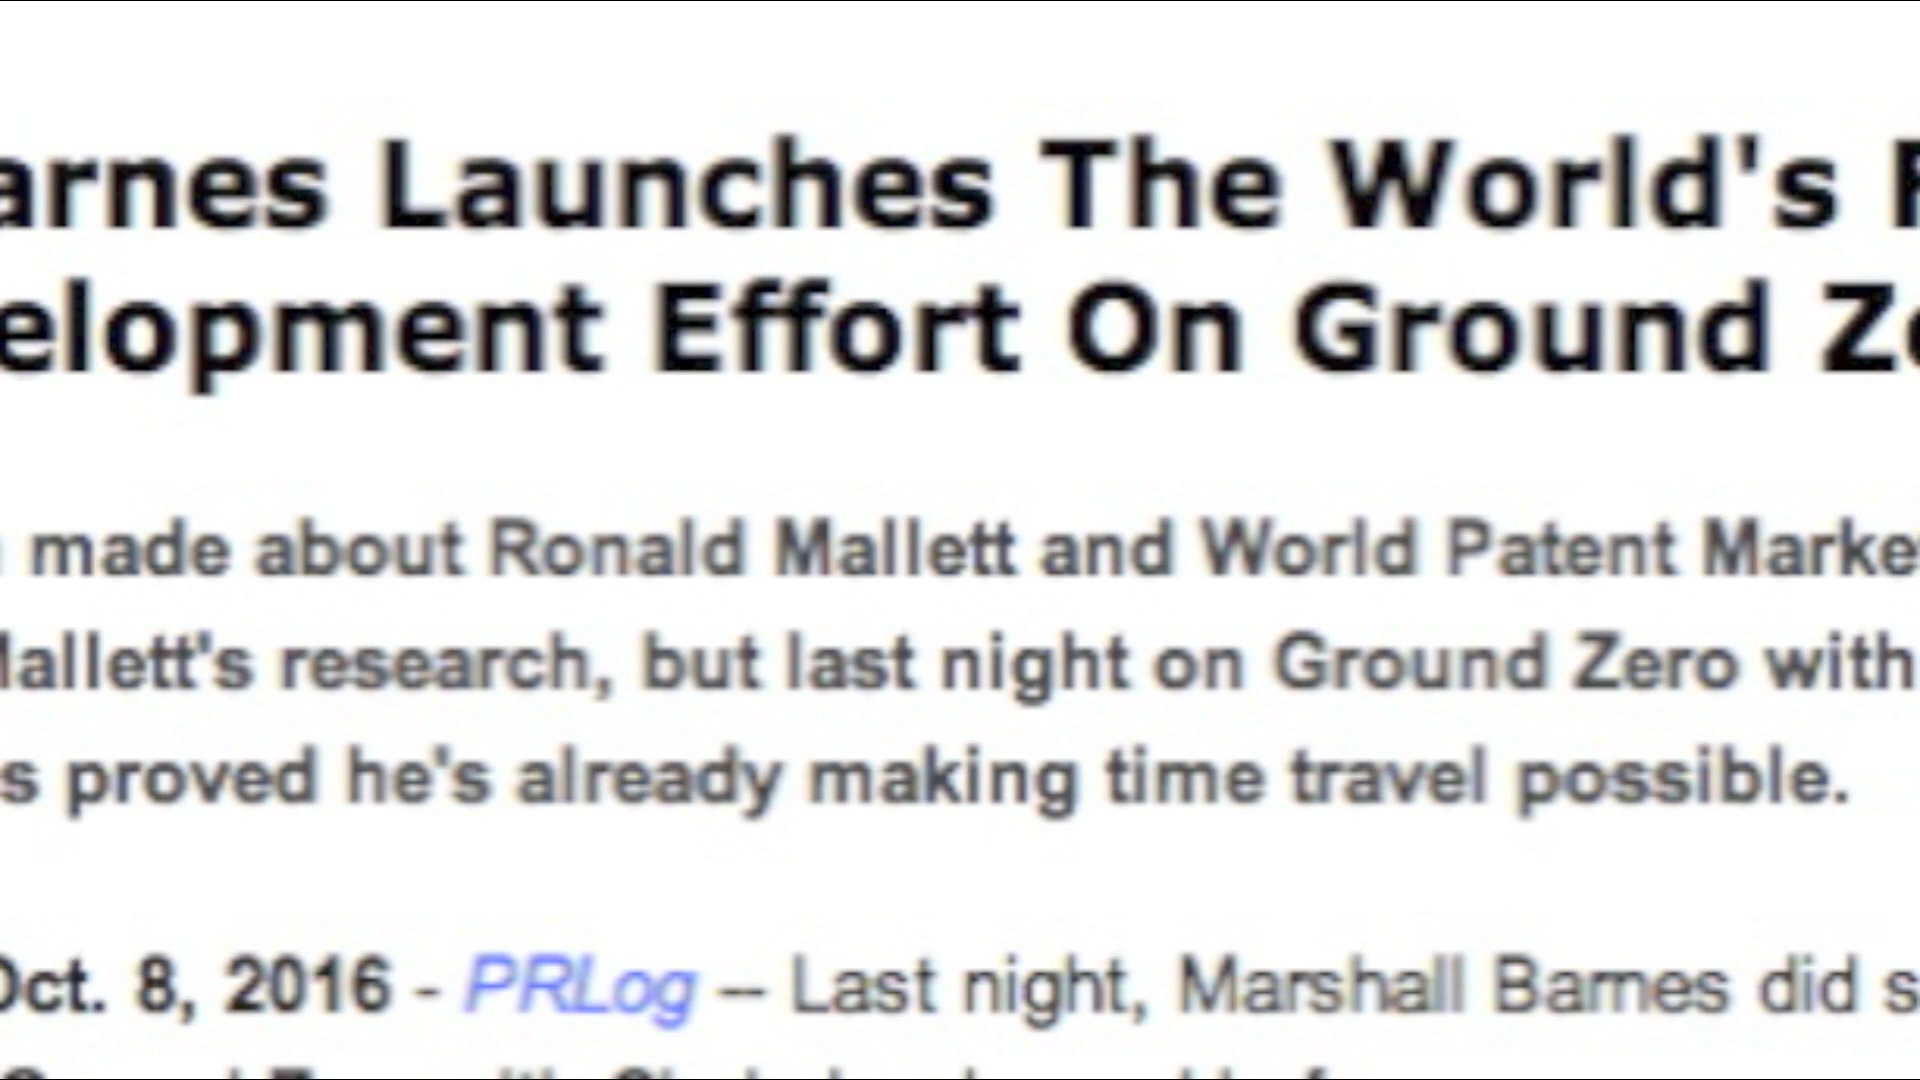 arnes Launches The World's
elopment Effort On Ground
made about Ronald Mallett and World Patent Marke
Mallett's research, but last night on Ground Zero with
s proved he's already making time travel possible.
Oct. 8, 2016 - PRLog -- Last night, Marshall Barnes did s